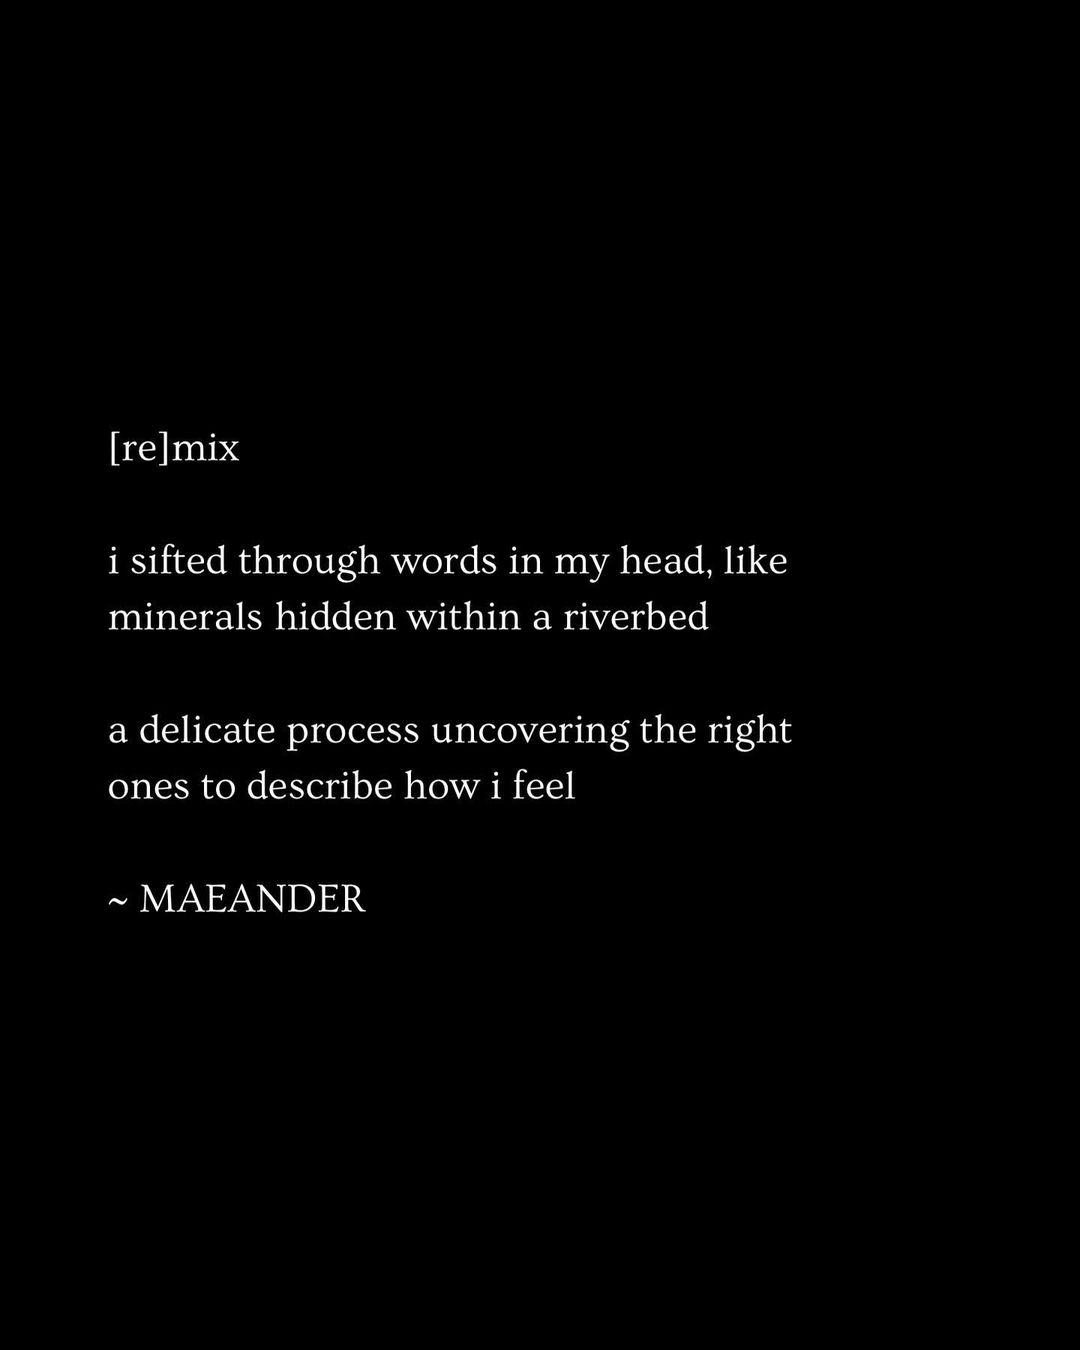 [re]mix
i sifted through words in my head, like
minerals hidden within a riverbed
a delicate process uncovering the right
ones to describe how i feel
~ MAEANDER